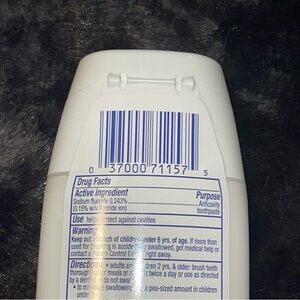 0 37000 71157 5
Drug Facts
Active ingredient Purpose
Sodium fluoride 0.243% Anticavity
(0.15% w/v fluoride ion) toothpaste
Use helps protect against cavities
Warning
Keep out of reach of children under 6 yrs. of age. If more than
used for brushing is accidentally swallowed, get medical help or
contact a Poison Control Center right away.
Directions • adults and children 2 yrs. & older: brush teeth
thoroughly after meals or at least twice a day or use as directed
by a dentist
to minimize swallowing use a pea-sized amount in children